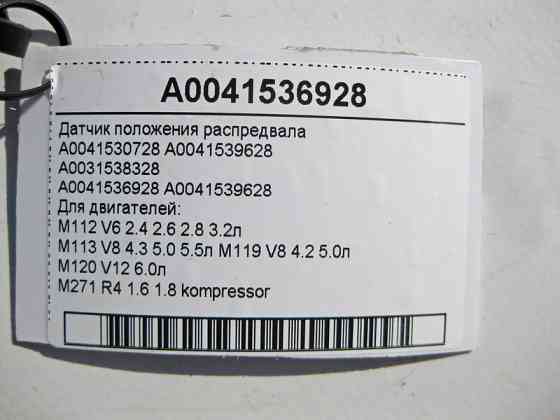 A0041536928
Датчик положения распредвала
A0041530728 A0041539628
A0031538328
A0041536928 A0041539628
Для двигателей:
M112 V6 2.4 2.6 2.8 3.2л
M113 V8 4.3 5.0 5.5л M119 V8 4.2 5.0л
M120 V12 6.0л
M271 R4 1.6 1.8 kompressor